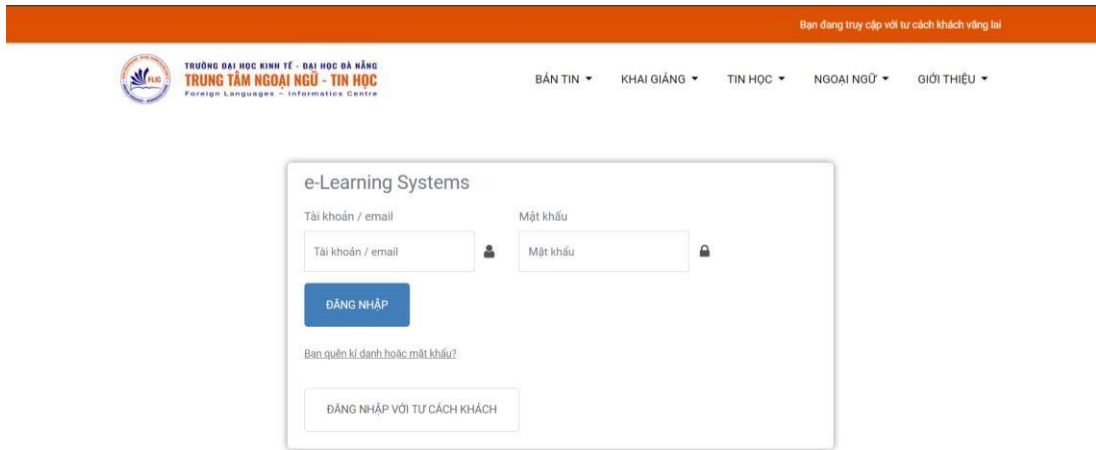 Bạn đang truy cập với tư cách khách vãng lai
TRƯỜNG ĐẠI HỌC KINH TẾ - ĐẠI HỌC ĐÀ NẴNG
TRUNG TÂM NGOẠI NGỮ - TIN HỌC
Foreign Languages - Informatics Centre
FLIC
BẢN TIN KHAI GIẢNG TIN HỌC NGOẠI NGỮ GIỚI THIỆU
e-Learning Systems
Tài khoản / email Mật khẩu
Tài khoản / email Mật khẩu
ĐĂNG NHẬP
Bạn quên kí danh hoặc mật khẩu?
ĐĂNG NHẬP VỚI TƯ CÁCH KHÁCH